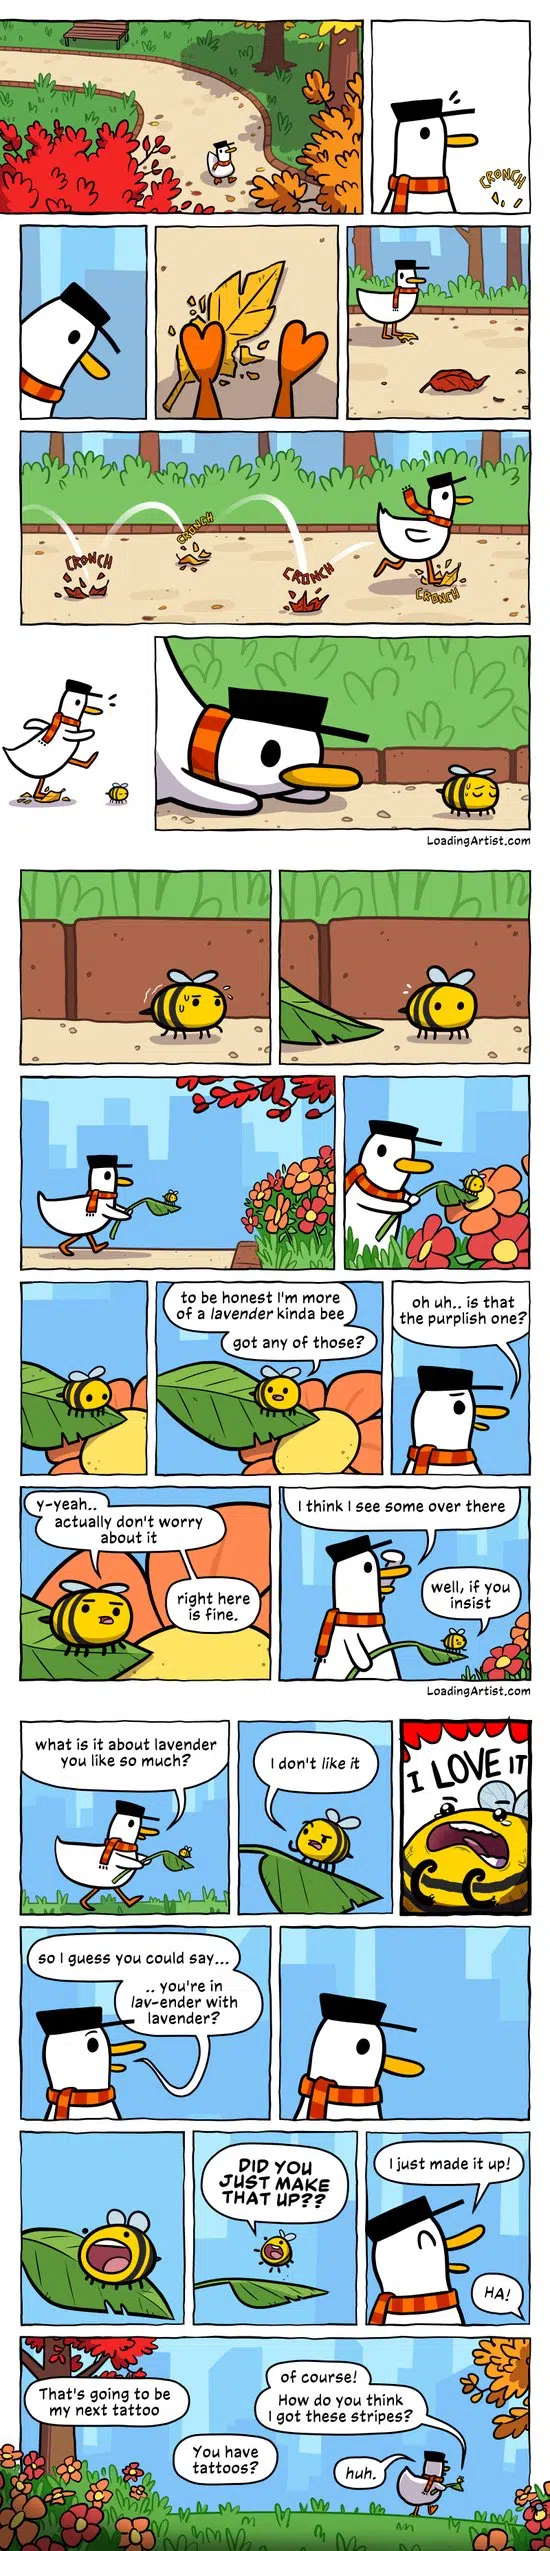 CRONCH
CRONCH
CRONCH
CRONCH
CRONCH
LoadingArtist.com
to be honest I'm more
of a lavender kinda bee
got any of those?
oh uh.. is that
the purplish one?
y-yeah..
actually don't worry
about it
right here
is fine.
I think I see some over there
well, if you
insist
LoadingArtist.com
what is it about lavender
you like so much?
I don't like it
I LOVE IT
so I guess you could say...
.. you're in
lav-ender with
lavender?
DID YOU
JUST MAKE
THAT UP??
I just made it up!
HA!
That's going to be
my next tattoo
You have
tattoos?
of course!
How do you think
I got these stripes?
huh.